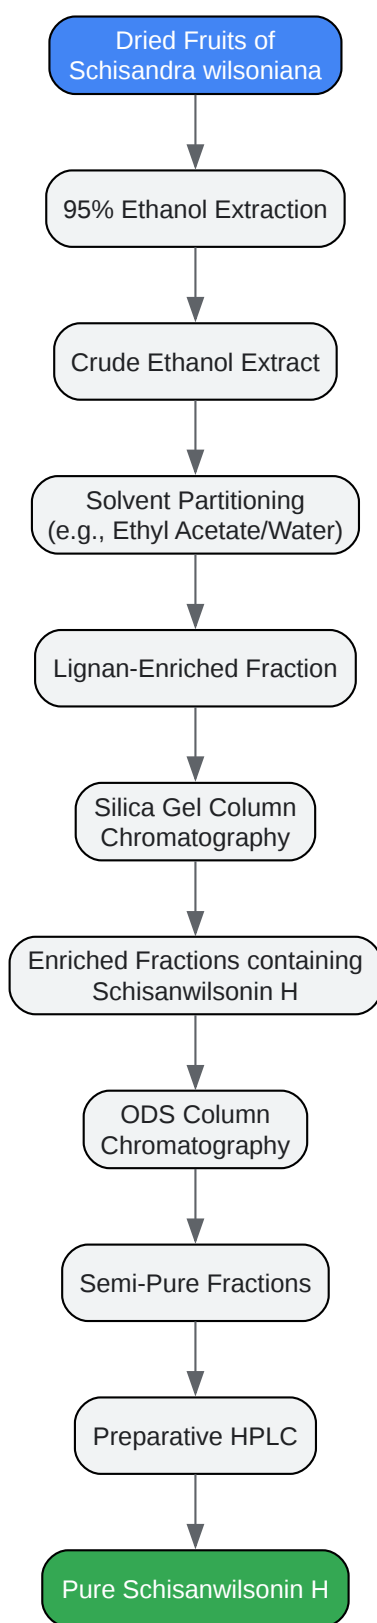 Dried Fruits of
Schisandra wilsoniana
95% Ethanol Extraction
Crude Ethanol Extract
Solvent Partitioning
(e.g., Ethyl Acetate/Water)
Lignan-Enriched Fraction
Silica Gel Column
Chromatography
Enriched Fractions containing
Schisanwilsonin H
ODS Column
Chromatography
Semi-Pure Fractions
Preparative HPLC
Pure Schisanwilsonin H